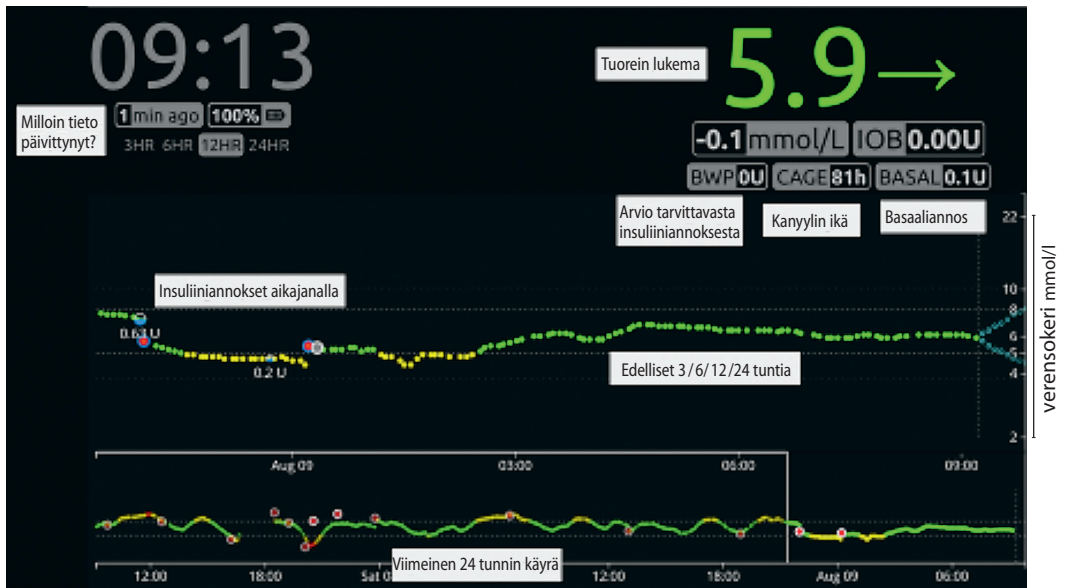 09:13
Tuorein lukema
5.9→
Milloin tieto
päivittynyt?
1 min ago 100%
3HR 6HR 12HR 24HR
-0.1 mmol/L IOB 0.00U
BWP 0U CAGE 81h BASAL 0.1U
Arvio tarvittavasta
insuliiniannoksesta
Kanyylin ikä
Basaaliannos
22
Insuliiniannokset aikajanalla
10
8
0.63 U
6
5
0.2 U
Edelliset 3/6/12/24 tuntia
4
2
verensokeri mmol/l
Aug 09 03:00 06:00 09:00
Viimeinen 24 tunnin käyrä
12:00 18:00 Sat 12:00 18:00 Aug 09 06:00